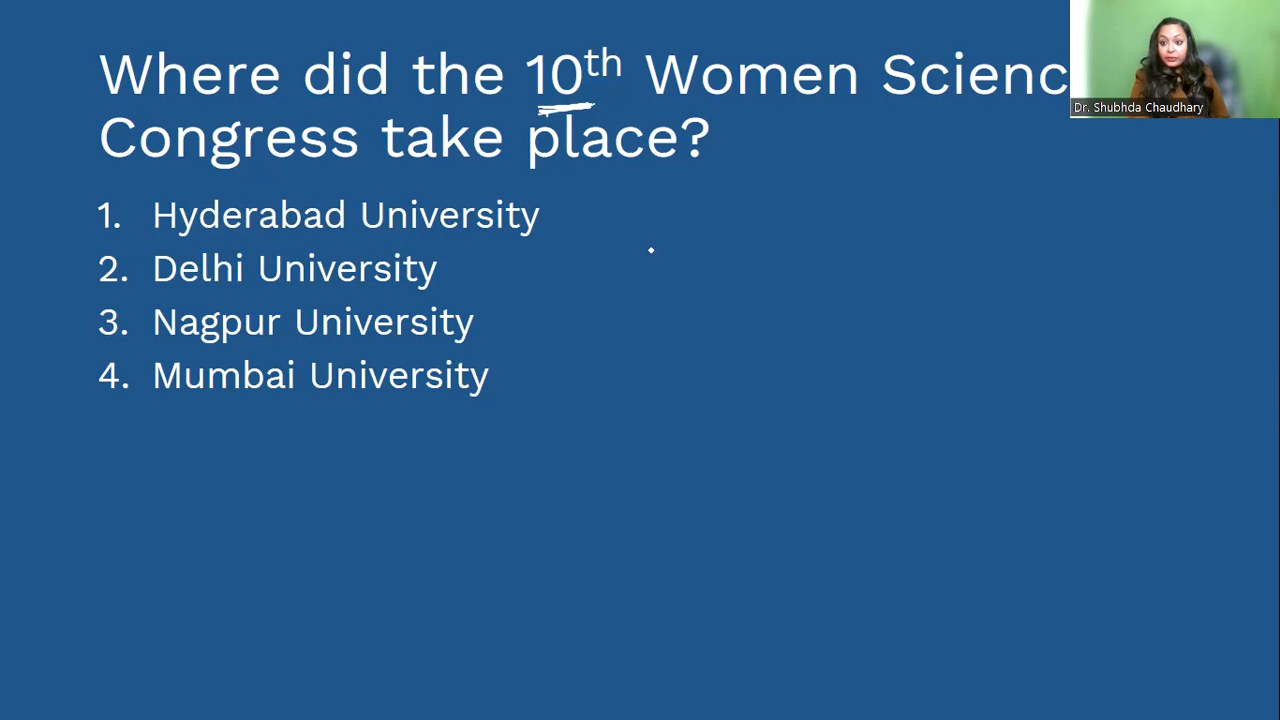 Where did the 10th Women Scienc
Congress take place?
1. Hyderabad University
2. Delhi University
3. Nagpur University
4. Mumbai University
Dr. Shubhda Chaudhary